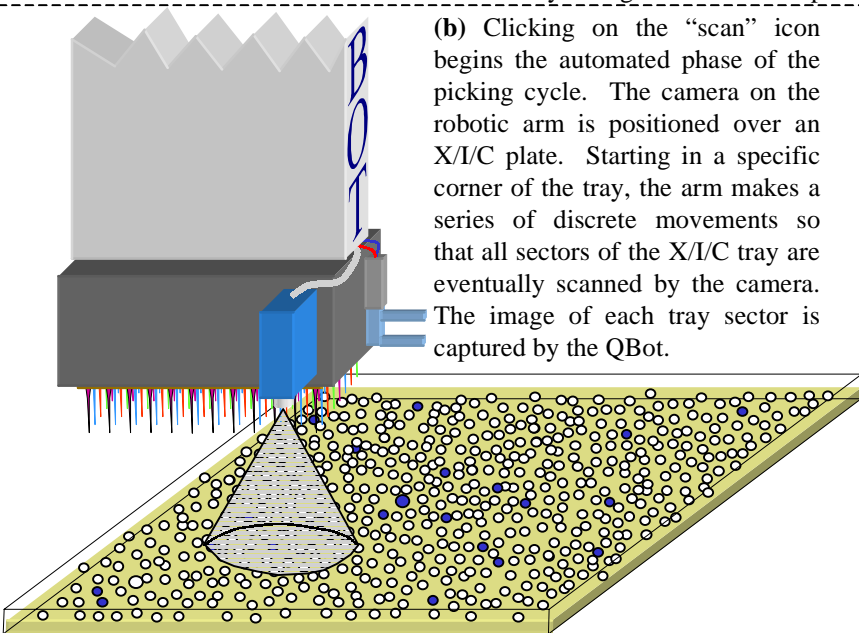 (b) Clicking on the “scan” icon
begins the automated phase of the
picking cycle. The camera on the
robotic arm is positioned over an
X/I/C plate. Starting in a specific
corner of the tray, the arm makes a
series of discrete movements so
that all sectors of the X/I/C tray are
eventually scanned by the camera.
The image of each tray sector is
captured by the QBot.
BOT